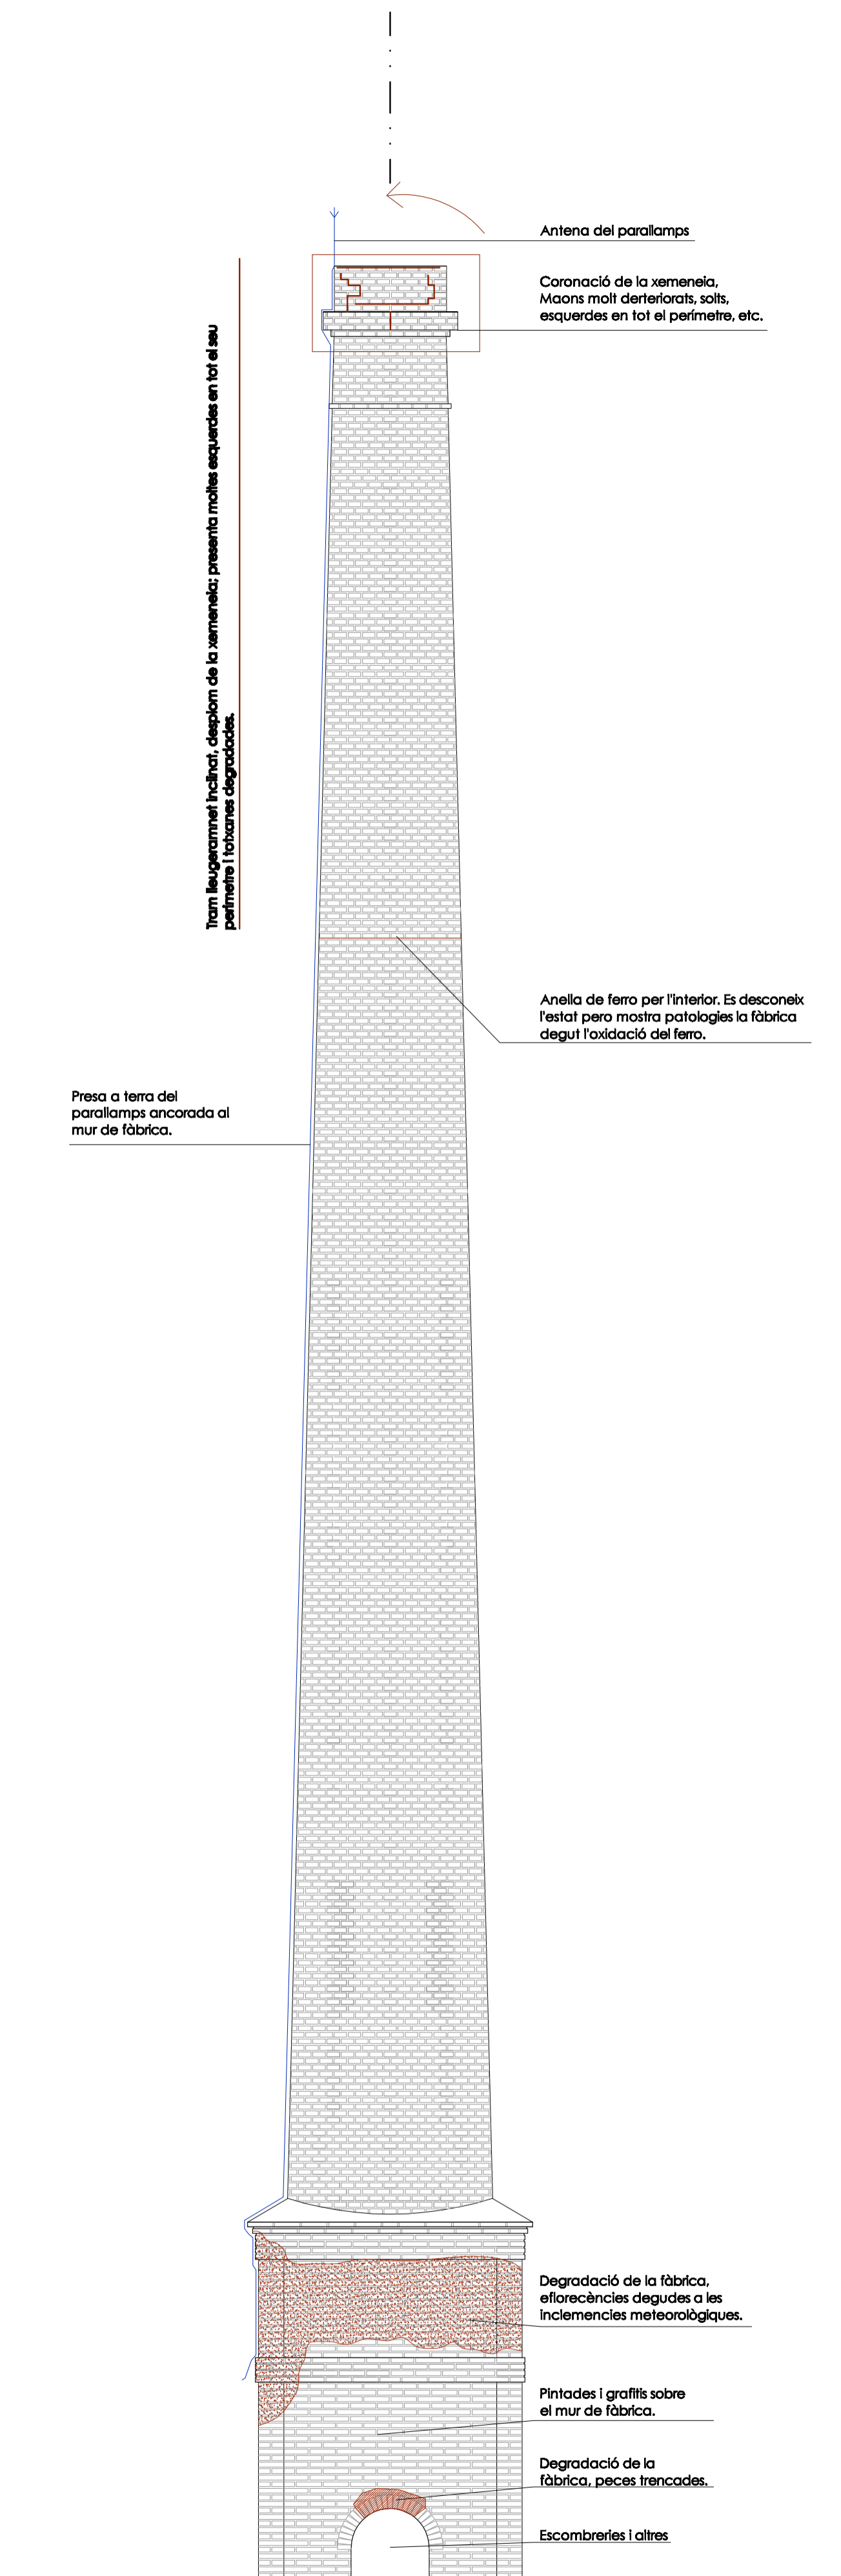 Antena del parallamps
Coronació de la xemeneia,
Maons molt derteriorats, solts,
esquerdes en tot el perímetre, etc.
Tram lleugeramnet inclinat, desplom de la xemeneia; presenta moltes esquerdes en tot el seu
perímetre i totxanes degradades.
Anella de ferro per l'interior. Es desconeix
l'estat pero mostra patologies la fàbrica
degut l'oxidació del ferro.
Presa a terra del
parallamps ancorada al
mur de fàbrica.
Degradació de la fàbrica,
eflorecències degudes a les
inclemencies meteorològiques.
Pintades i grafitis sobre
el mur de fàbrica.
Degradació de la
fàbrica, peces trencades.
Escombreries i altres